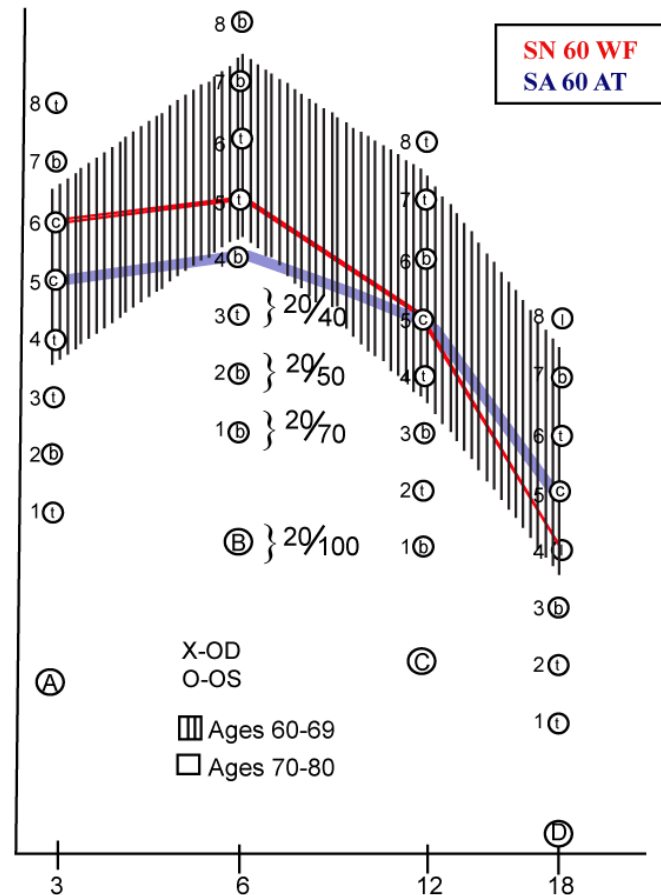 SN 60 WF
SA 60 AT
8 t
7 b
6 c
5 c
4 t
3 t
2 b
1 t
A
8 b
7 b
6 t
5 t
4 b
3 t } 20/40
2 b } 20/50
1 b } 20/70
B } 20/100
8 t
7 t
6 b
5 c
4 t
3 b
2 t
1 b
C
8 l
7 b
6 t
5 c
4
3 b
2 t
1 t
D
X-OD
O-OS
Ages 60-69
Ages 70-80
3 6 12 18